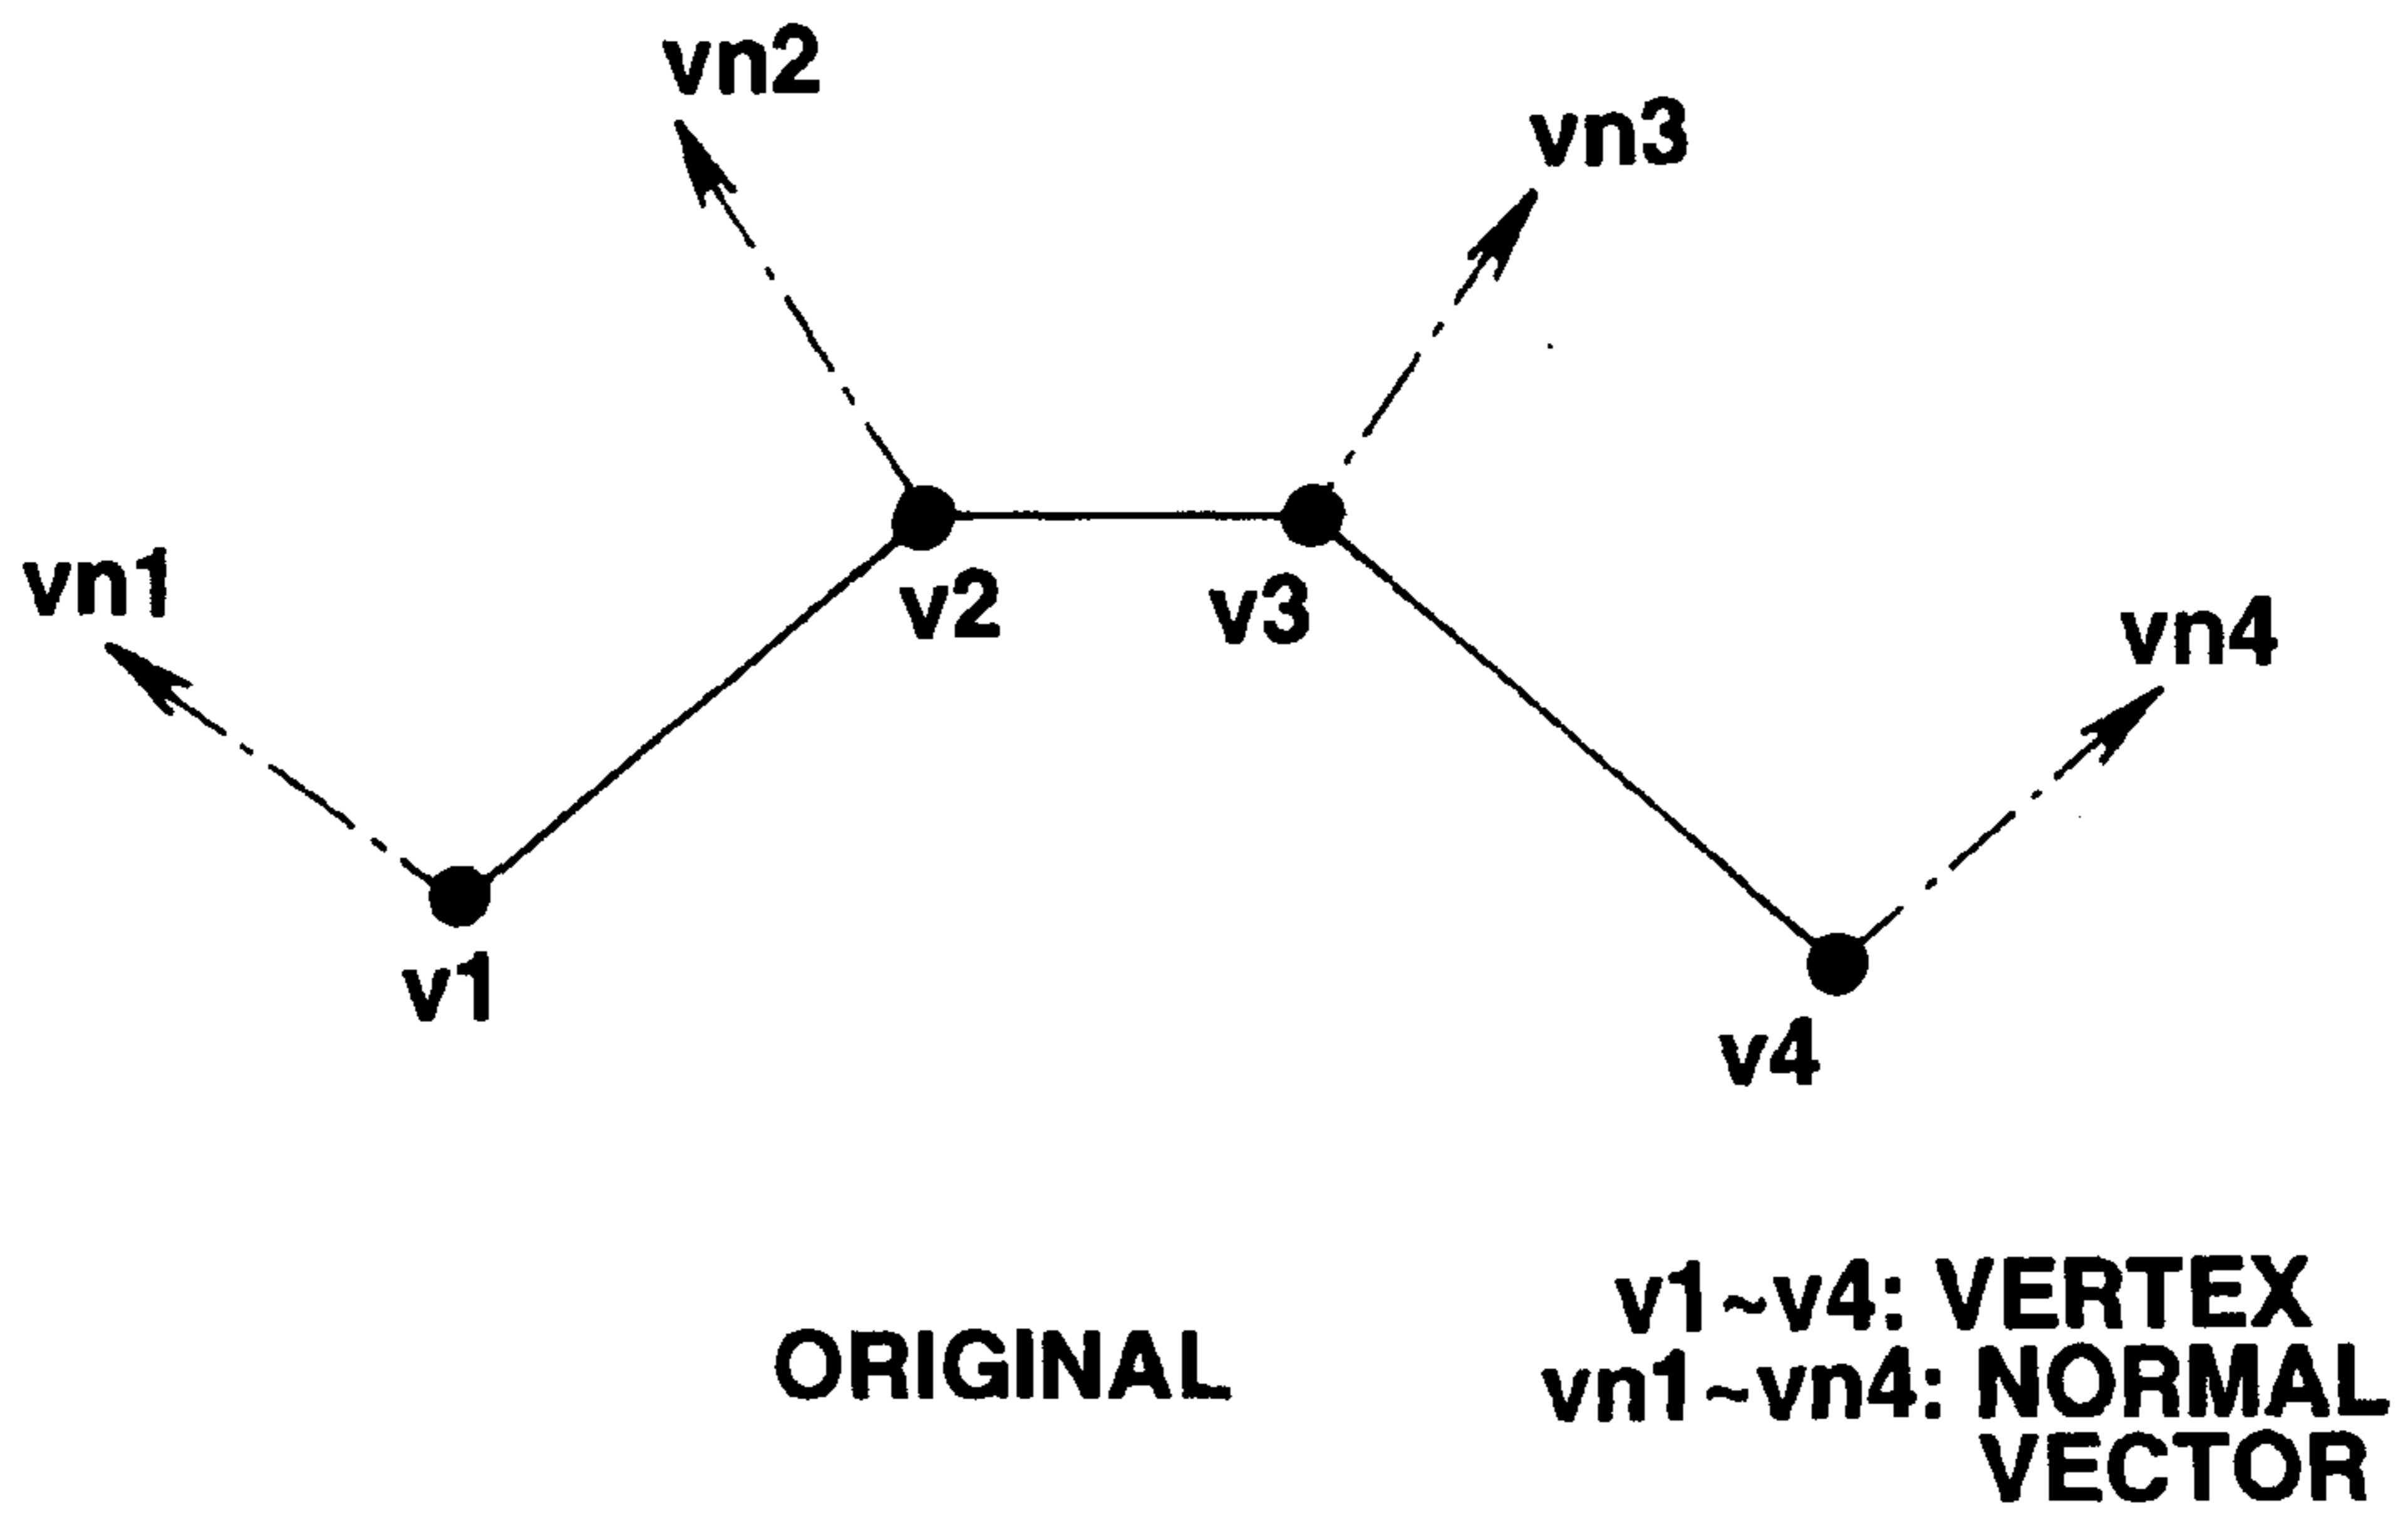 vn2
vn3
vn1
v2
v3
vn4
v1
v4
v1~v4: VERTEX
ORIGINAL
vn1~vn4: NORMAL
VECTOR